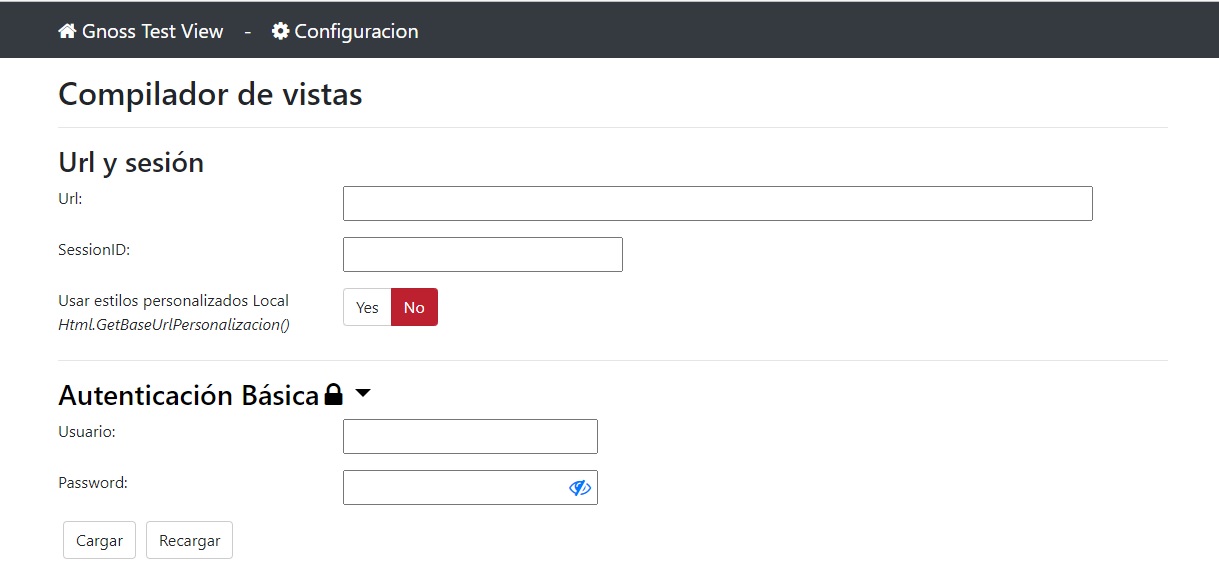 Gnoss Test View - Configuracion
Compilador de vistas
Url y sesión
Url:
SessionID:
Usar estilos personalizados Local Yes No
Html.GetBaseUrlPersonalizacion()
Autenticación Básica
Usuario:
Password:
Cargar Recargar